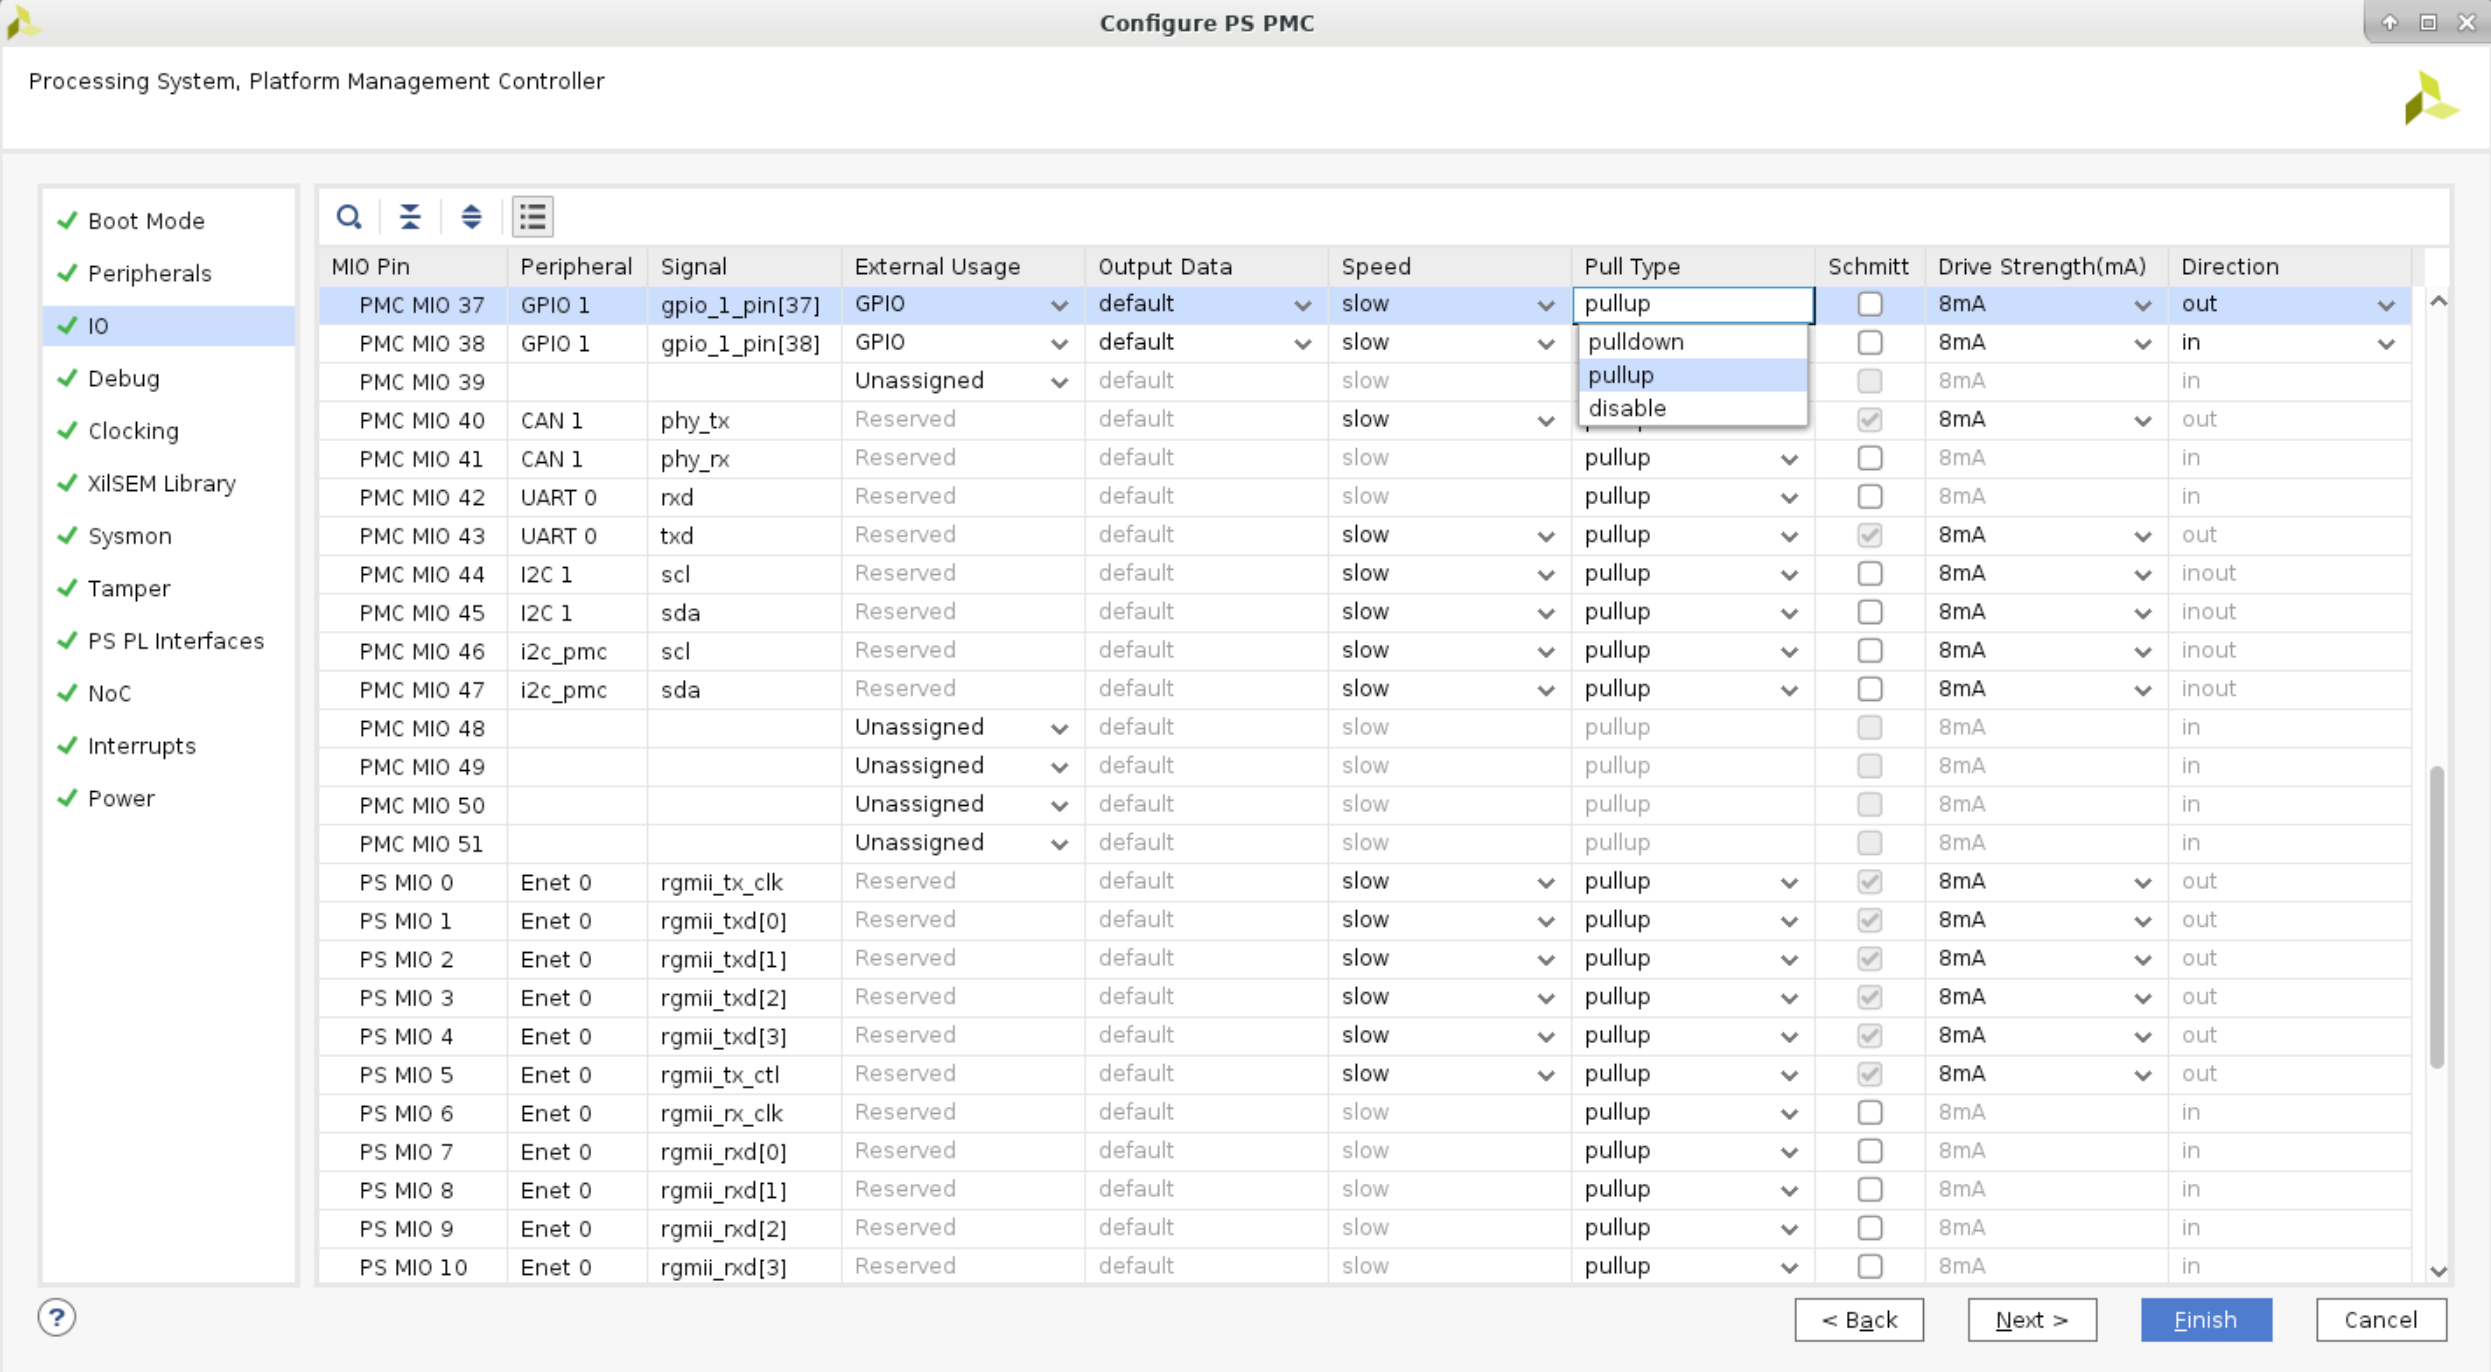 Configure PS PMC
Processing System, Platform Management Controller
Boot Mode
Peripherals
IO
Debug
Clocking
XilSEM Library
Sysmon
Tamper
PS PL Interfaces
NoC
Interrupts
Power
MIO Pin Peripheral Signal External Usage Output Data Speed Pull Type Schmitt Drive Strength(mA) Direction
PMC MIO 37 GPIO 1 gpio_1_pin[37] GPIO default slow pullup 8mA out
PMC MIO 38 GPIO 1 gpio_1_pin[38] GPIO default slow pulldown 8mA in
pullup
PMC MIO 39 Unassigned default slow 8mA in
disable
PMC MIO 40 CAN 1 phy_tx Reserved default slow 8mA out
PMC MIO 41 CAN 1 phy_rx Reserved default slow pullup 8mA in
PMC MIO 42 UART 0 rxd Reserved default slow pullup 8mA in
PMC MIO 43 UART 0 txd Reserved default slow pullup 8mA out
PMC MIO 44 I2C 1 scl Reserved default slow pullup 8mA inout
PMC MIO 45 I2C 1 sda Reserved default slow pullup 8mA inout
PMC MIO 46 i2c_pmc scl Reserved default slow pullup 8mA inout
PMC MIO 47 i2c_pmc sda Reserved default slow pullup 8mA inout
PMC MIO 48 Unassigned default slow pullup 8mA in
PMC MIO 49 Unassigned default slow pullup 8mA in
PMC MIO 50 Unassigned default slow pullup 8mA in
PMC MIO 51 Unassigned default slow pullup 8mA in
PS MIO 0 Enet 0 rgmii_tx_clk Reserved default slow pullup 8mA out
PS MIO 1 Enet 0 rgmii_txd[0] Reserved default slow pullup 8mA out
PS MIO 2 Enet 0 rgmii_txd[1] Reserved default slow pullup 8mA out
PS MIO 3 Enet 0 rgmii_txd[2] Reserved default slow pullup 8mA out
PS MIO 4 Enet 0 rgmii_txd[3] Reserved default slow pullup 8mA out
PS MIO 5 Enet 0 rgmii_tx_ctl Reserved default slow pullup 8mA out
PS MIO 6 Enet 0 rgmii_rx_clk Reserved default slow pullup 8mA in
PS MIO 7 Enet 0 rgmii_rxd[0] Reserved default slow pullup 8mA in
PS MIO 8 Enet 0 rgmii_rxd[1] Reserved default slow pullup 8mA in
PS MIO 9 Enet 0 rgmii_rxd[2] Reserved default slow pullup 8mA in
PS MIO 10 Enet 0 rgmii_rxd[3] Reserved default slow pullup 8mA in
?
< Back Next > Finish Cancel